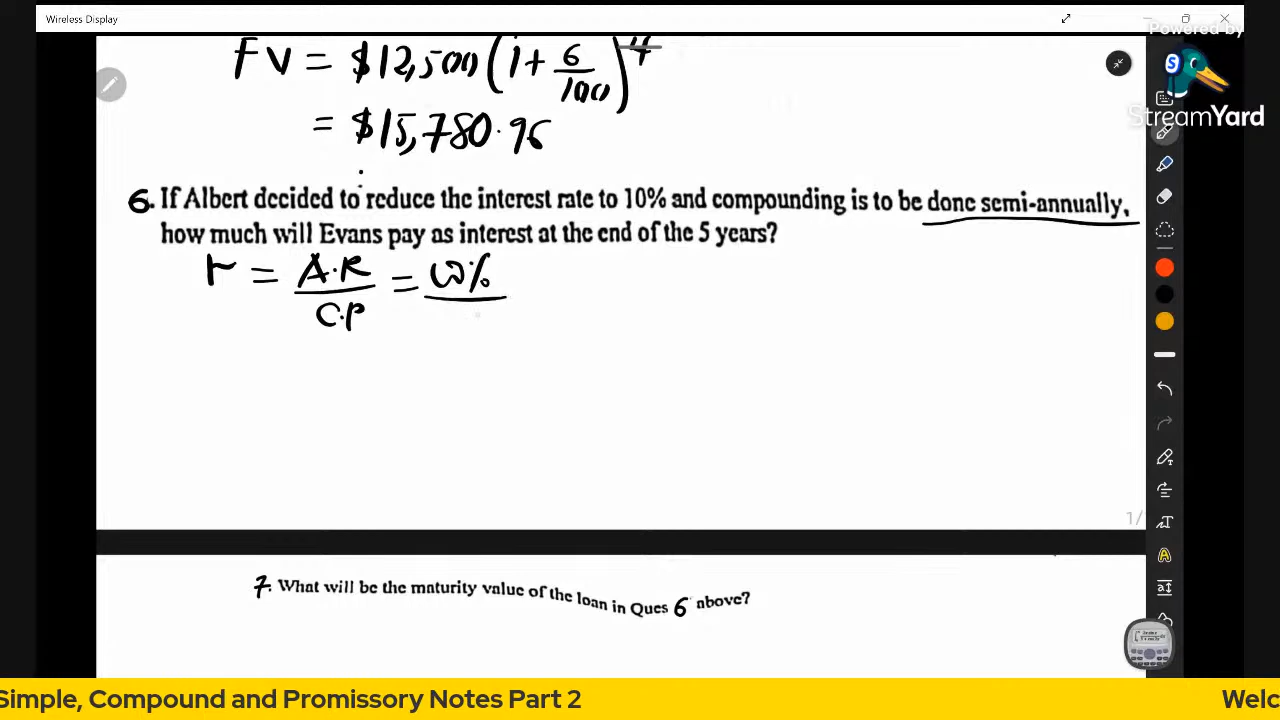 Wireless Display
Powered by
StreamYard
FV = $12,500 (1 + 6/100)^4
= $15,780.96
6. If Albert decided to reduce the interest rate to 10% and compounding is to be done semi-annually,
how much will Evans pay as interest at the end of the 5 years?
r = A.R/C.P = 10%
1/
7. What will be the maturity value of the loan in Ques 6 above?
Simple, Compound and Promissory Notes Part 2
Welc